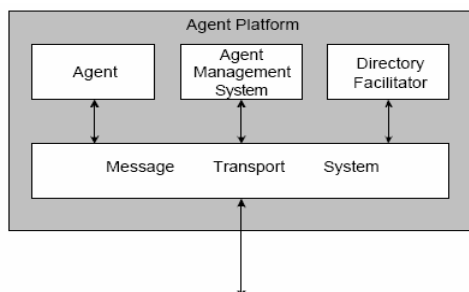 Agent Platform
Agent
Agent
Management
System
Directory
Facilitator
Message Transport System